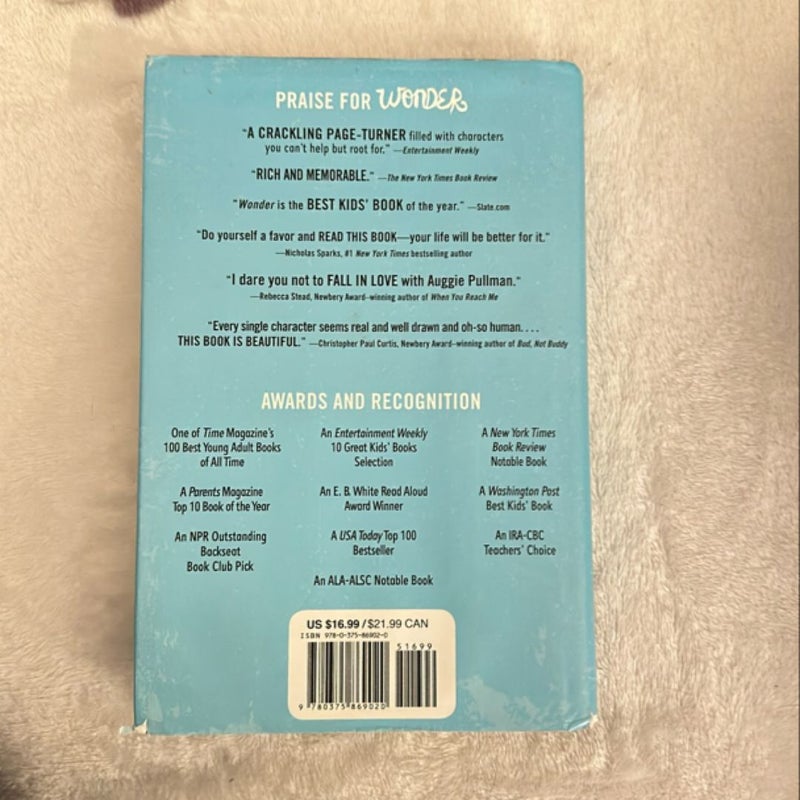 PRAISE FOR WONDER
“A CRACKLING PAGE-TURNER filled with characters
you can't help but root for.” —Entertainment Weekly
“RICH AND MEMORABLE.” —The New York Times Book Review
“Wonder is the BEST KIDS' BOOK of the year.” —Slate.com
“Do yourself a favor and READ THIS BOOK—your life will be better for it.”
—Nicholas Sparks, #1 New York Times bestselling author
“I dare you not to FALL IN LOVE with Auggie Pullman.”
—Rebecca Stead, Newbery Award–winning author of When You Reach Me
“Every single character seems real and well drawn and oh-so human. . . .
THIS BOOK IS BEAUTIFUL.” —Christopher Paul Curtis, Newbery Award–winning author of Bud, Not Buddy
AWARDS AND RECOGNITION
One of Time Magazine's
100 Best Young Adult Books
of All Time
An Entertainment Weekly
10 Great Kids' Books
Selection
A New York Times
Book Review
Notable Book
A Parents Magazine
Top 10 Book of the Year
An E. B. White Read Aloud
Award Winner
A Washington Post
Best Kids' Book
An NPR Outstanding
Backseat
Book Club Pick
A USA Today Top 100
Bestseller
An IRA-CBC
Teachers' Choice
An ALA-ALSC Notable Book
US $16.99 / $21.99 CAN
ISBN 978-0-375-86902-0
51699
9 780375 869020